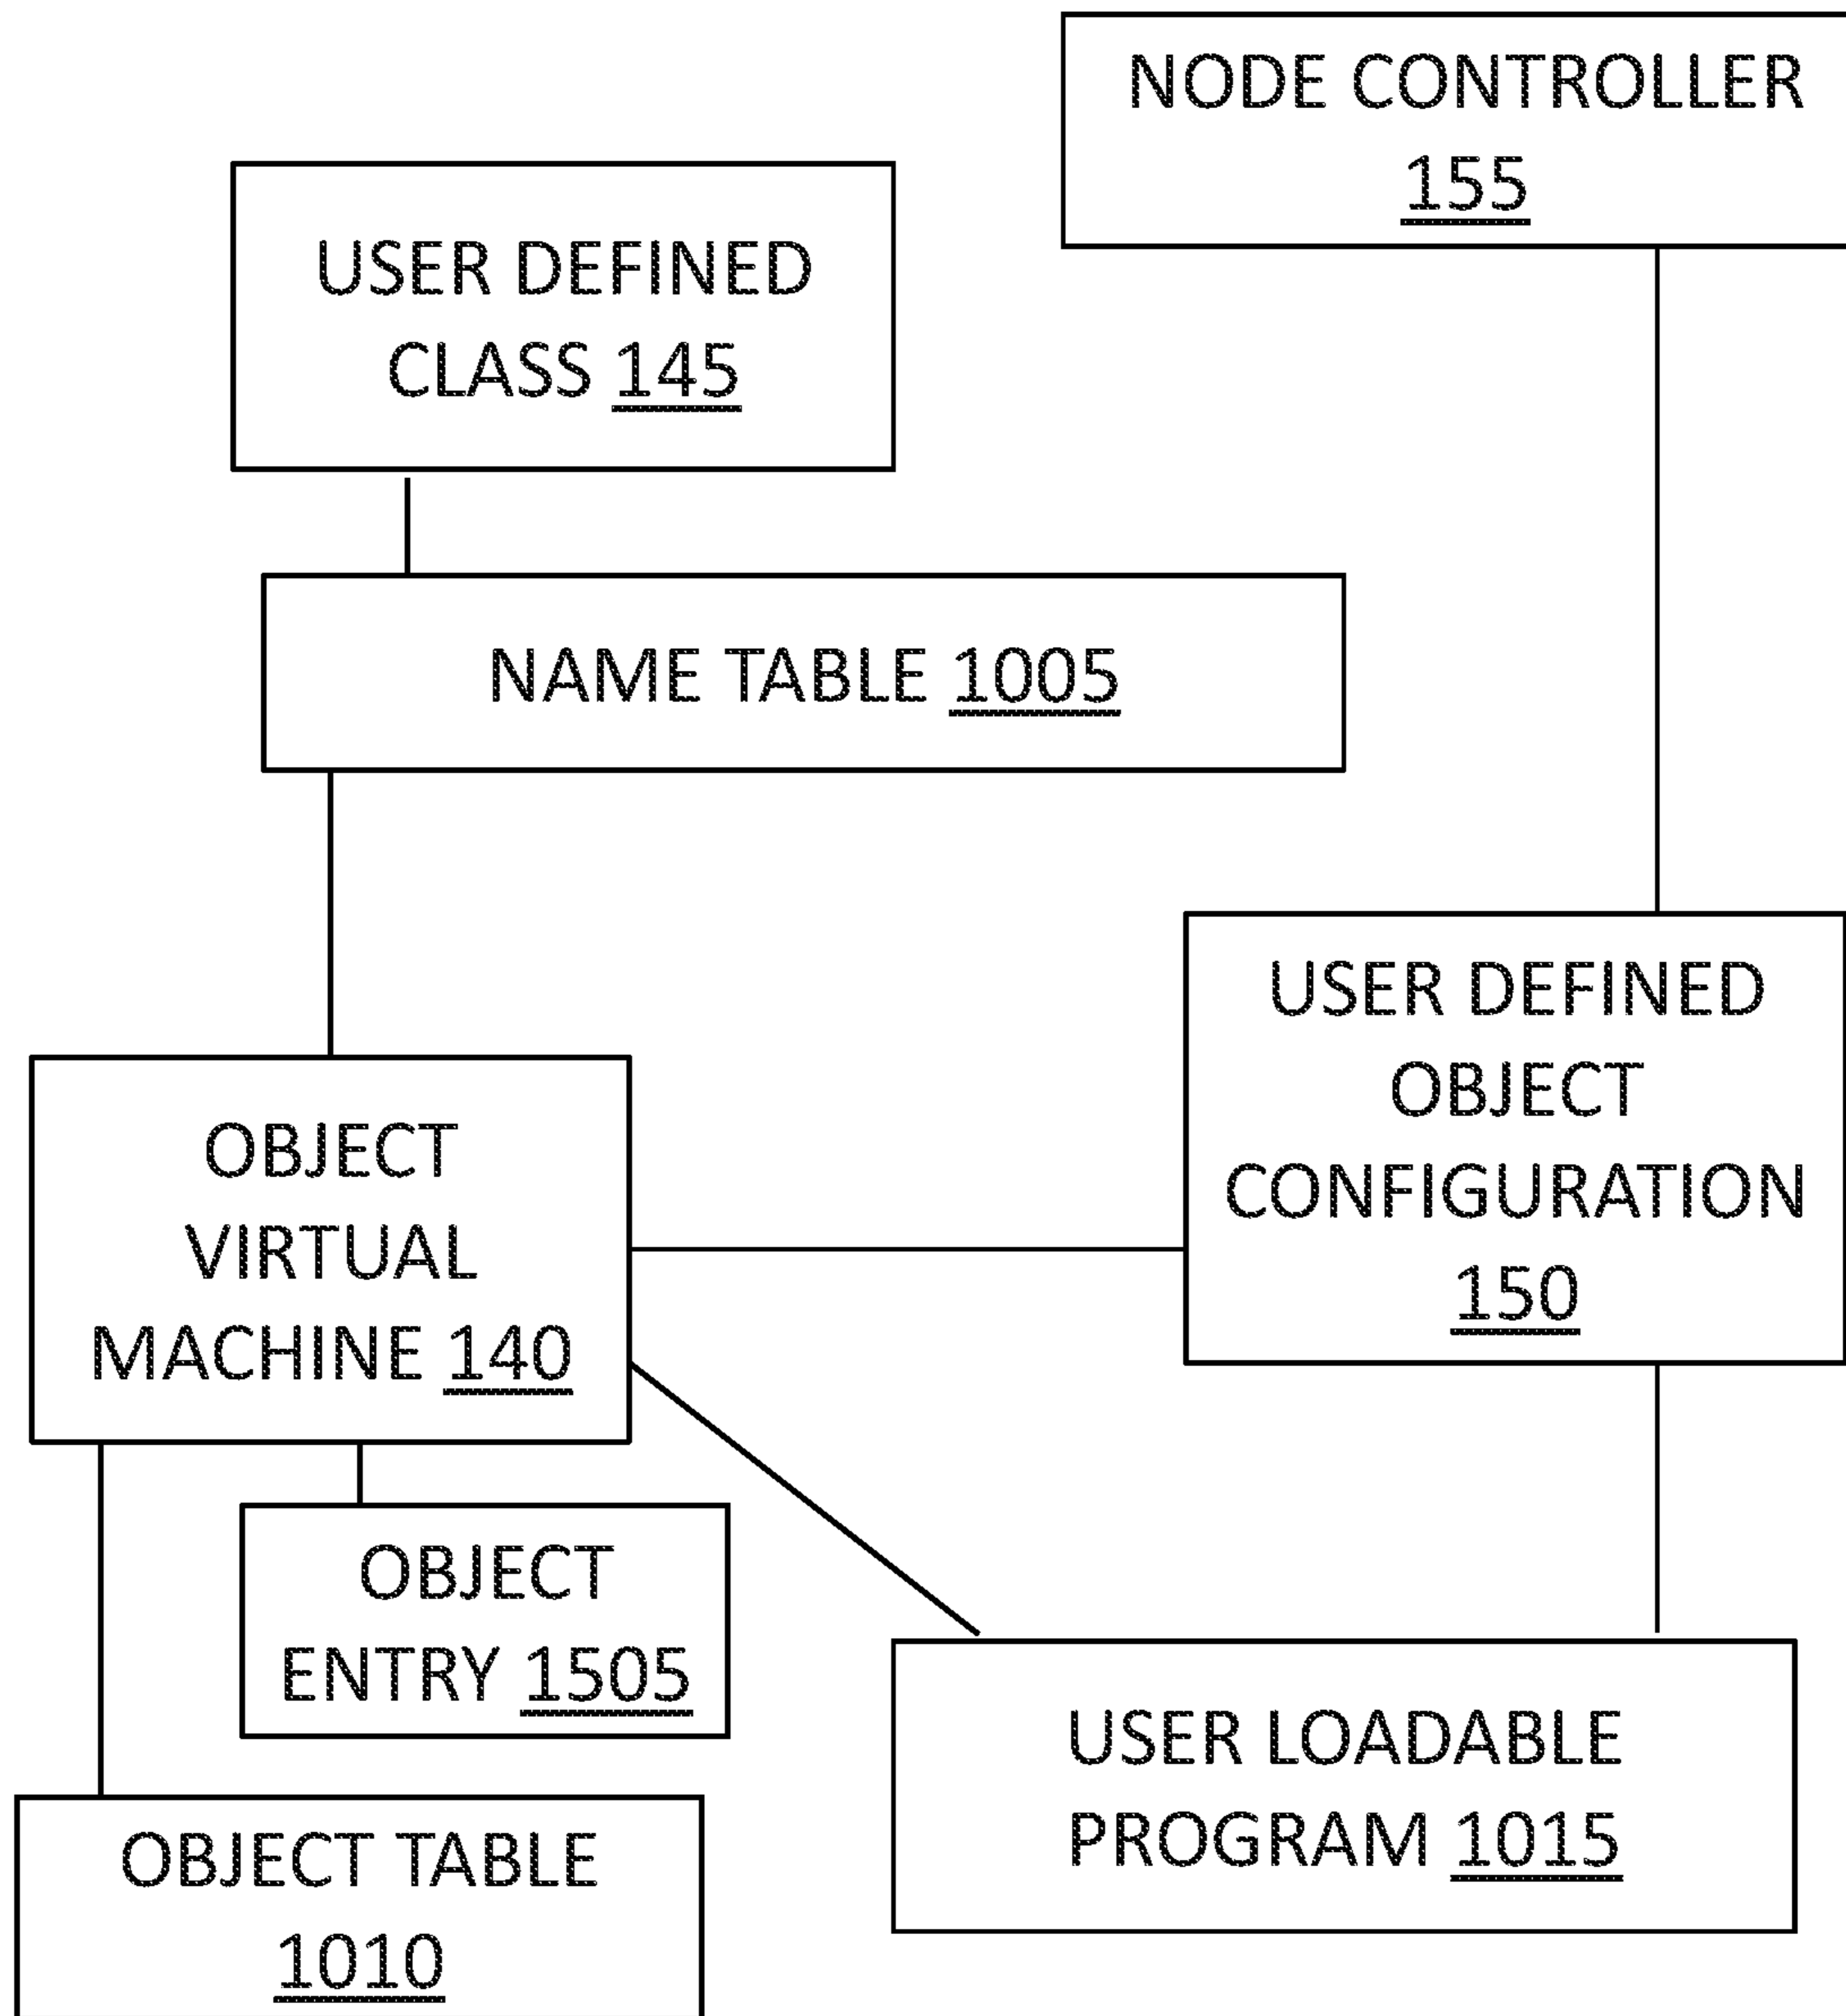 NODE CONTROLLER
155
USER DEFINED
CLASS 145
NAME TABLE 1005
USER DEFINED
OBJECT
CONFIGURATION
150
OBJECT
VIRTUAL
MACHINE 140
OBJECT
ENTRY 1505
USER LOADABLE
PROGRAM 1015
OBJECT TABLE
1010